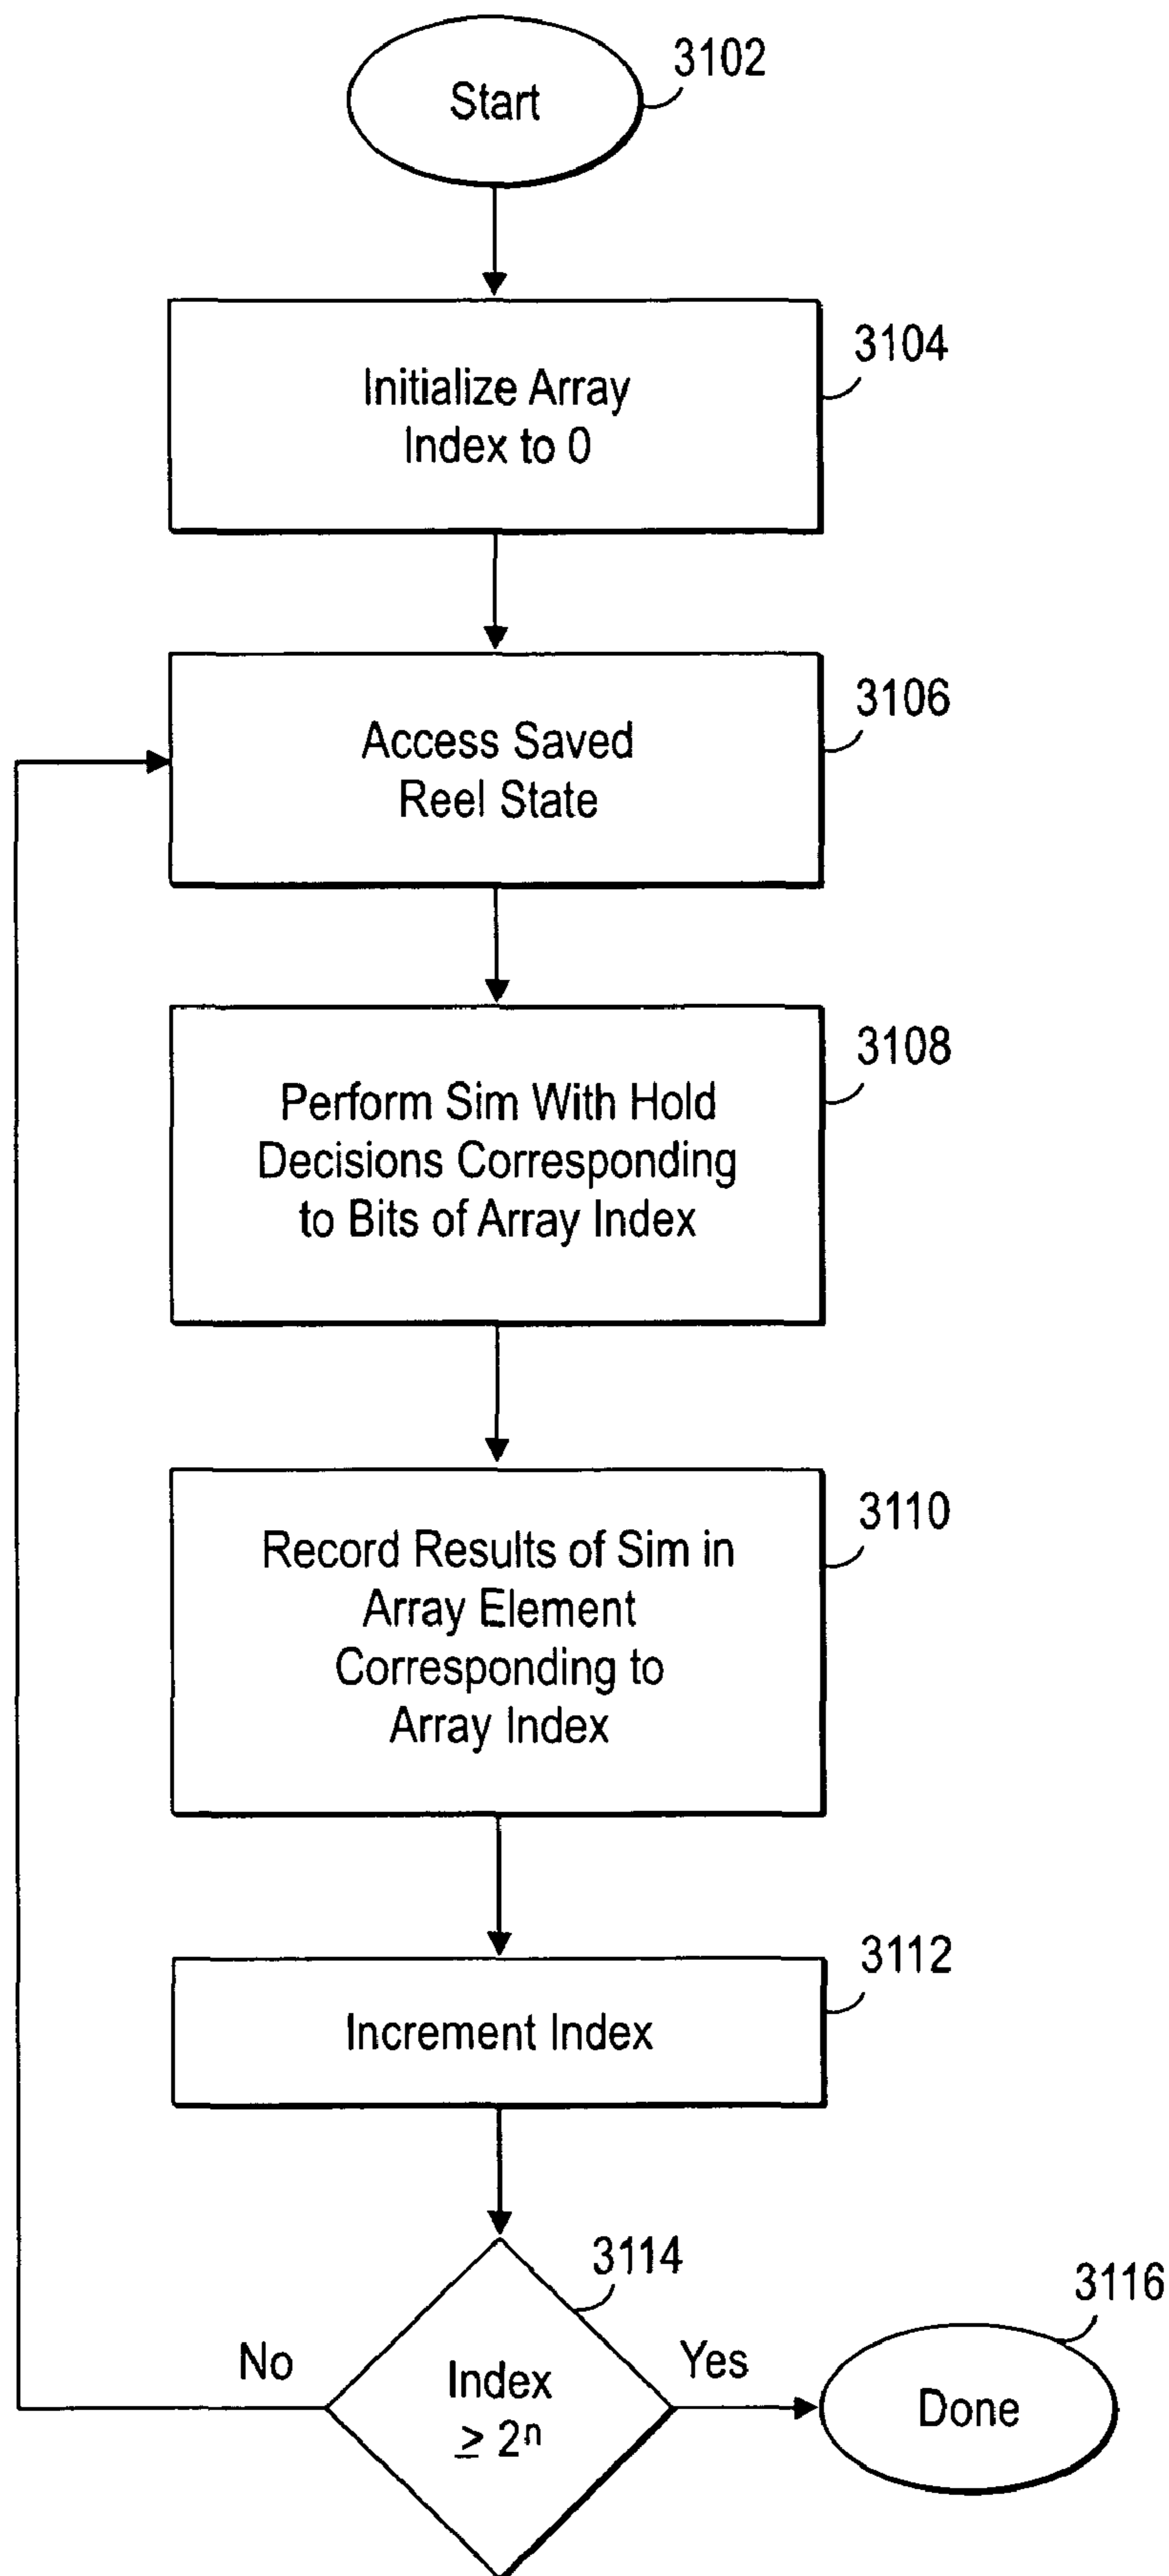 Start
3102
Initialize Array
Index to 0
3104
Access Saved
Reel State
3106
Perform Sim With Hold
Decisions Corresponding
to Bits of Array Index
3108
Record Results of Sim in
Array Element
Corresponding to
Array Index
3110
Increment Index
3112
3114
Index
≥ 2ⁿ
No
Yes
Done
3116